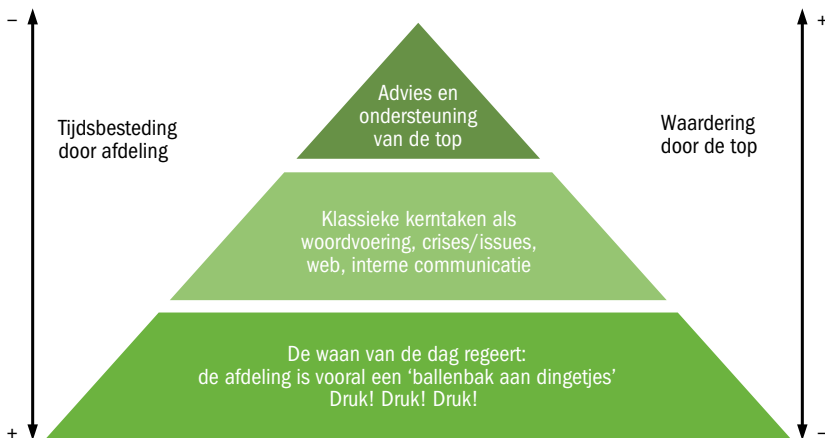 –
+
Advies en
ondersteuning
van de top
Tijdsbesteding
door afdeling
Waardering
door de top
Klassieke kerntaken als
woordvoering, crises/issues,
web, interne communicatie
De waan van de dag regeert:
de afdeling is vooral een ‘ballenbak aan dingetjes’
Druk! Druk! Druk!
+
–